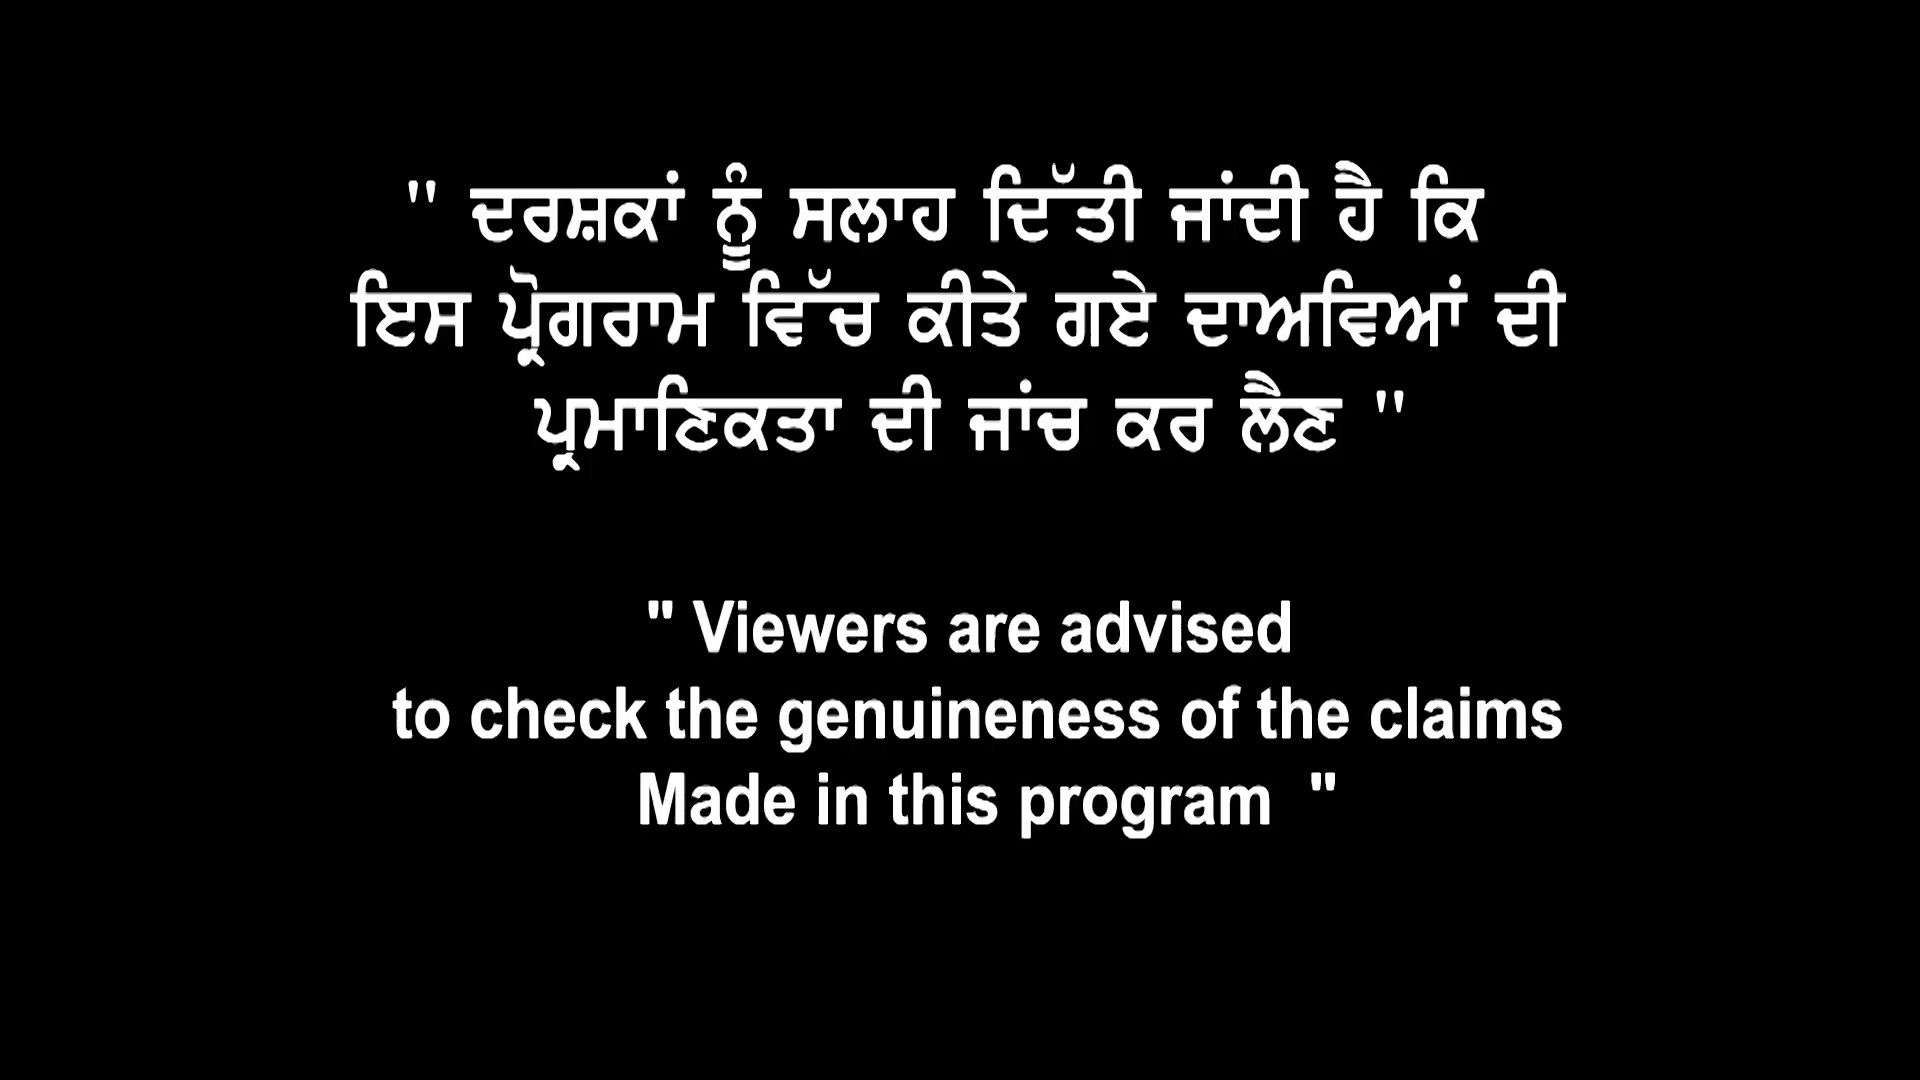 " ਦਰਸ਼ਕਾਂ ਨੂੰ ਸਲਾਹ ਦਿੱਤੀ ਜਾਂਦੀ ਹੈ ਕਿ
ਇਸ ਪ੍ਰੋਗਰਾਮ ਵਿੱਚ ਕੀਤੇ ਗਏ ਦਾਅਵਿਆਂ ਦੀ
ਪ੍ਰਮਾਣਿਕਤਾ ਦੀ ਜਾਂਚ ਕਰ ਲੈਣ "
" Viewers are advised
to check the genuineness of the claims
Made in this program "